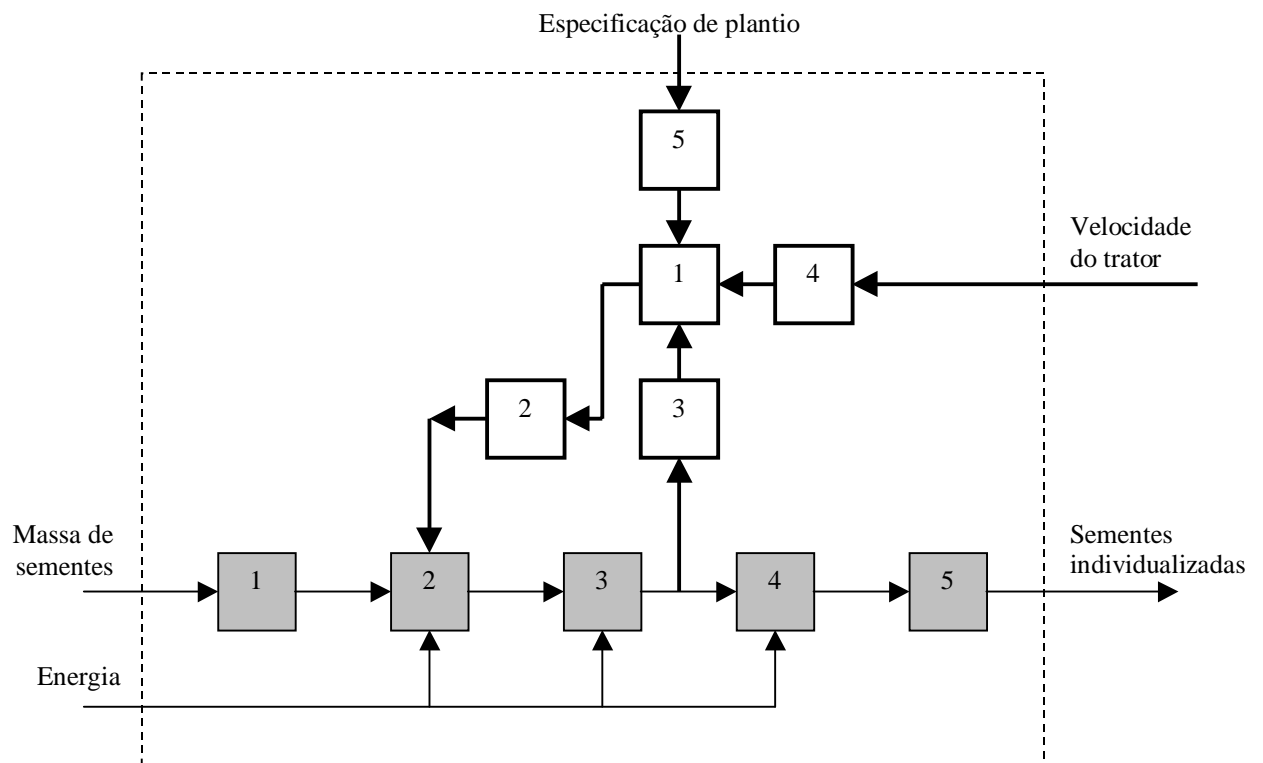 Especificação de plantio
5
Velocidade
do trator
1
4
2
3
Massa de
sementes
1
2
3
4
5
Sementes
individualizadas
Energia